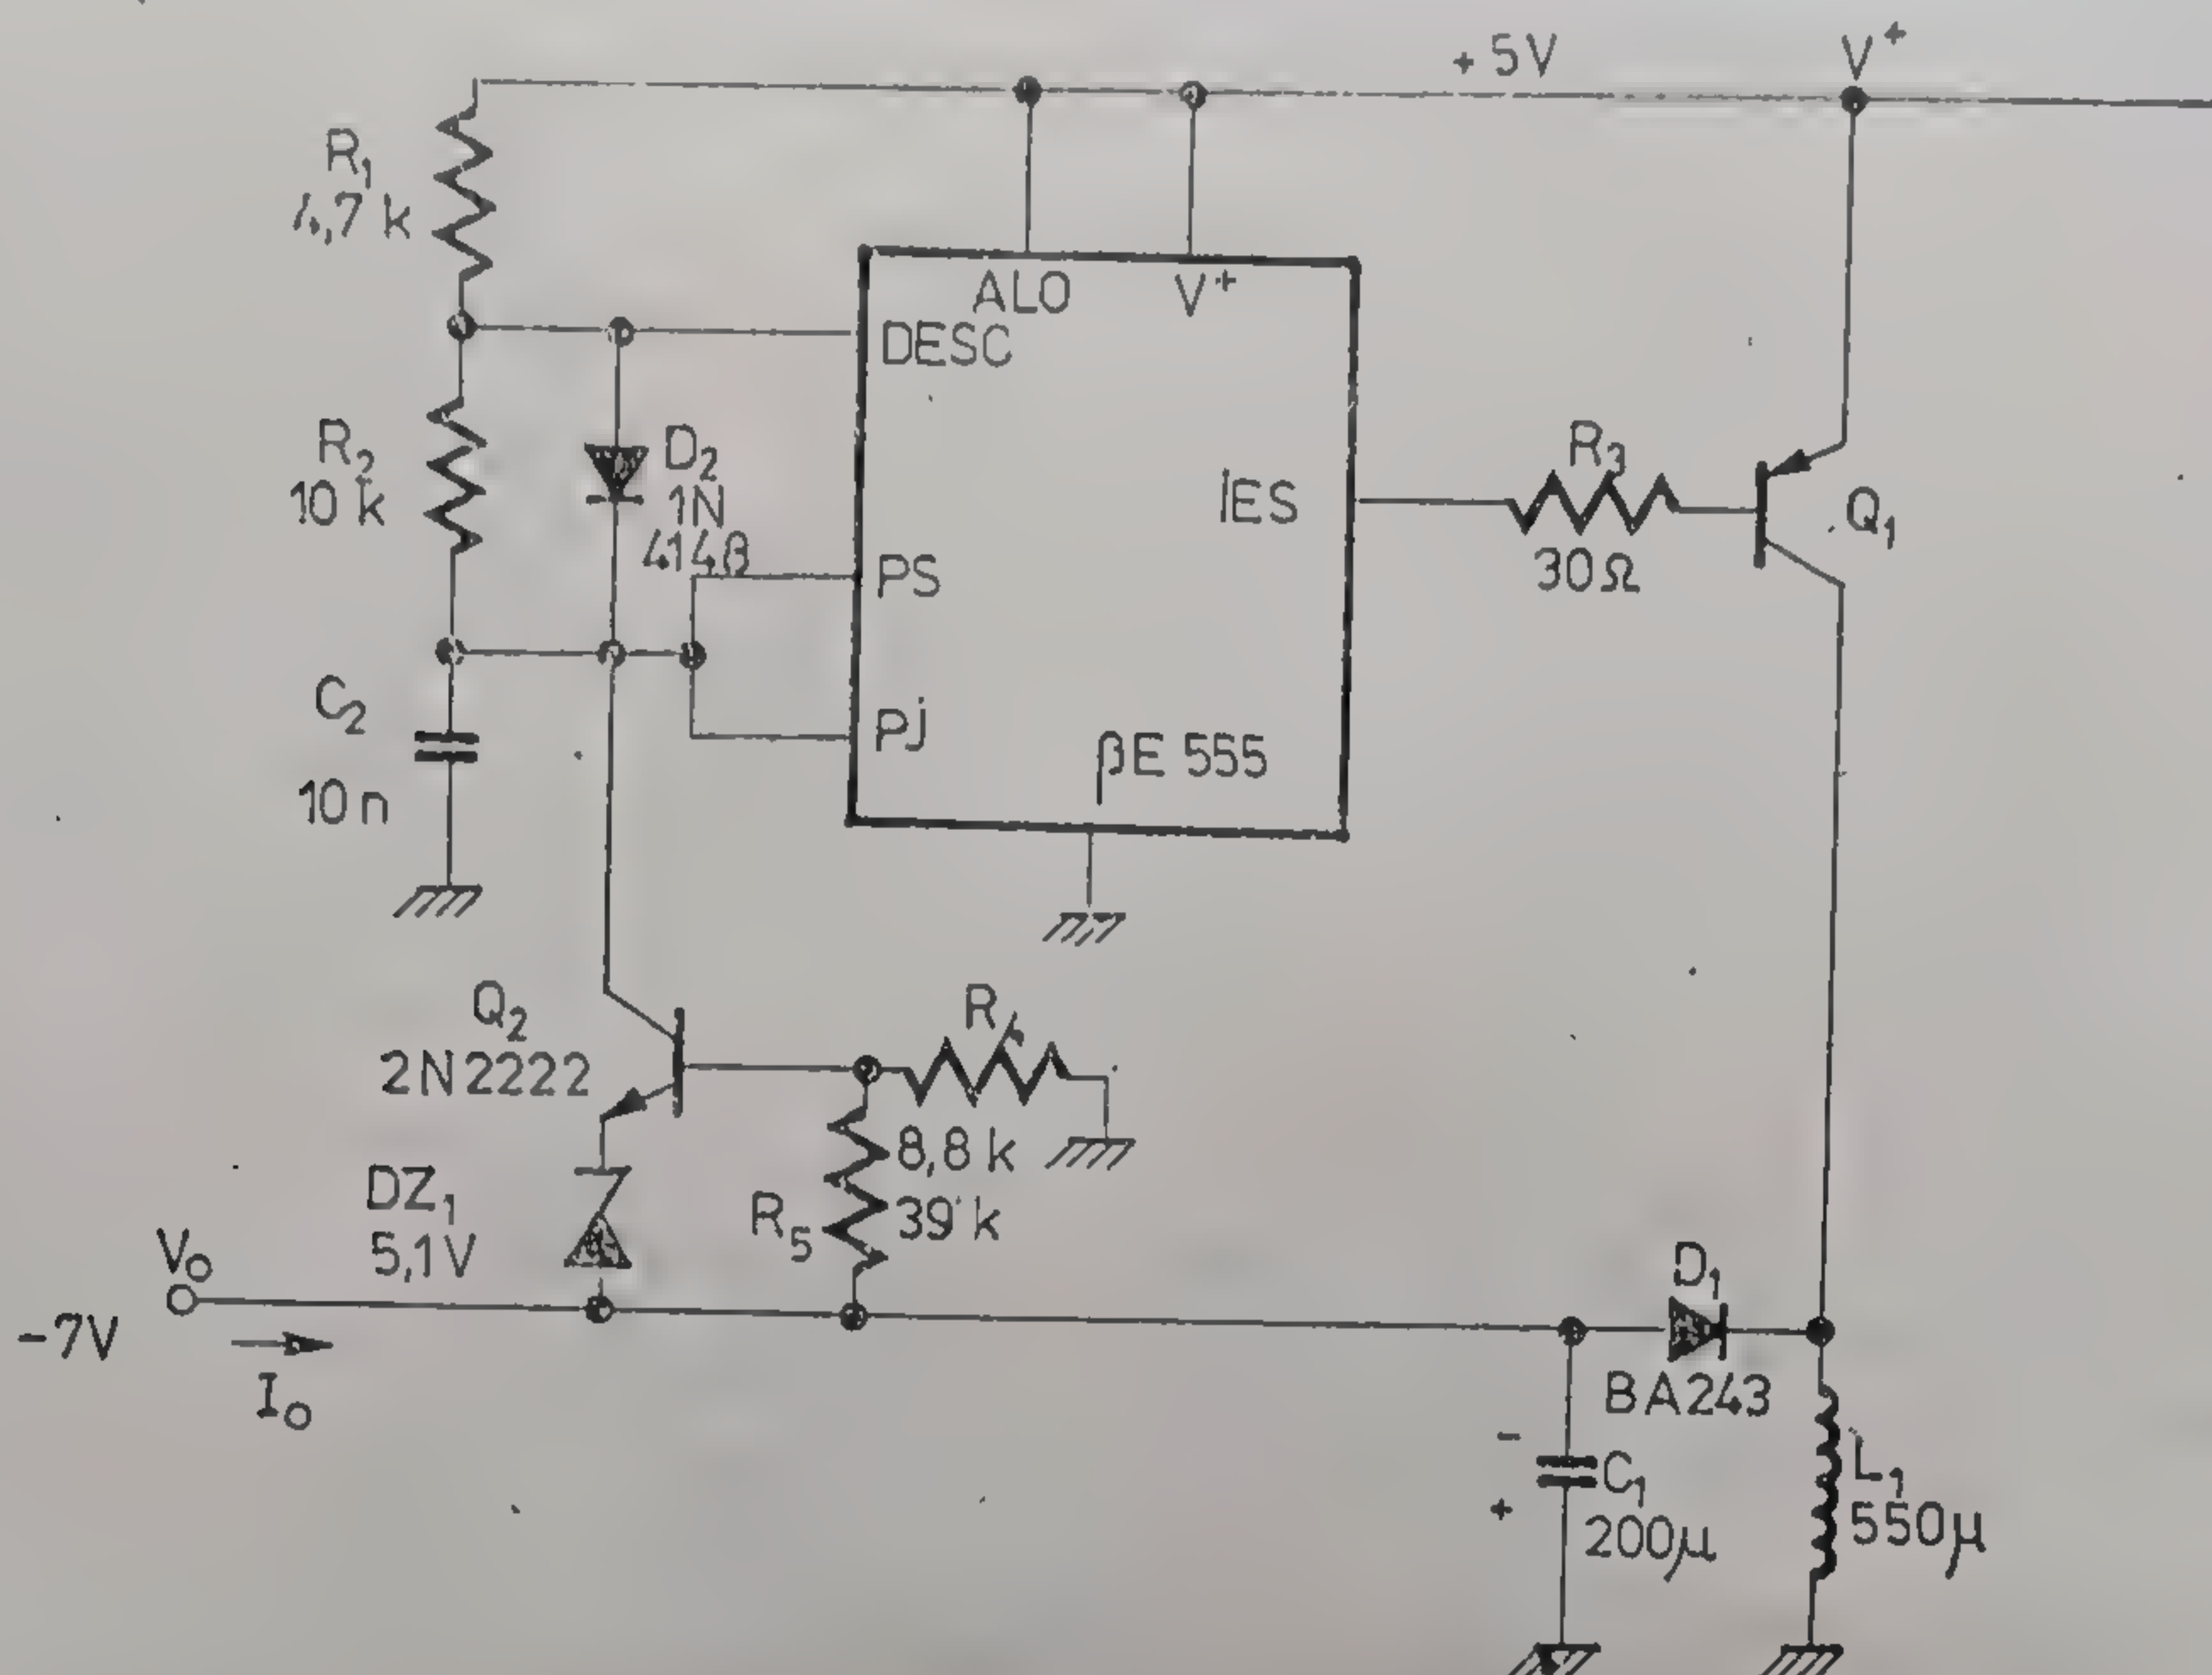 +5V
V+
R1
4,7 k
ALO
V+
DESC
R2
10 k
D2
1N
4148
IES
R3
30Ω
Q1
PS
Pj
βE 555
C2
10 n
Q2
2N2222
R4
8,8 k
DZ1
5,1V
R5
39 k
Vo
-7V
Io
D1
BA243
-
+
C1
200µ
L1
550µ